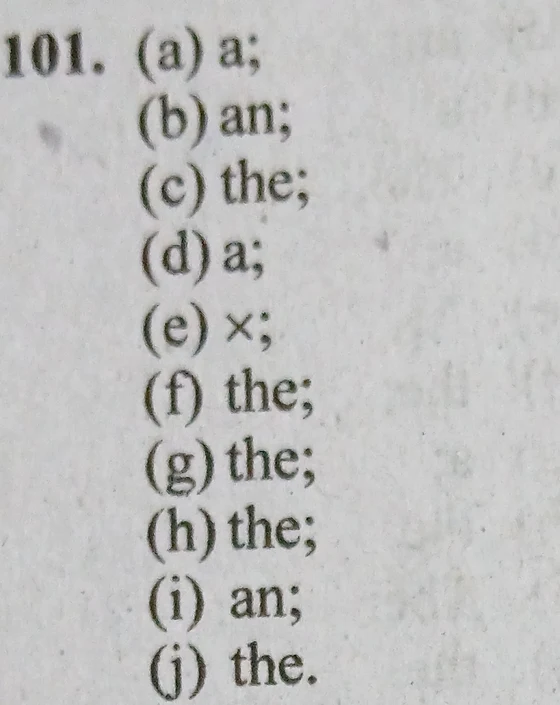 101. (a) a;
(b) an;
(c) the;
(d) a;
(e) ×;
(f) the;
(g) the;
(h) the;
(i) an;
(j) the.